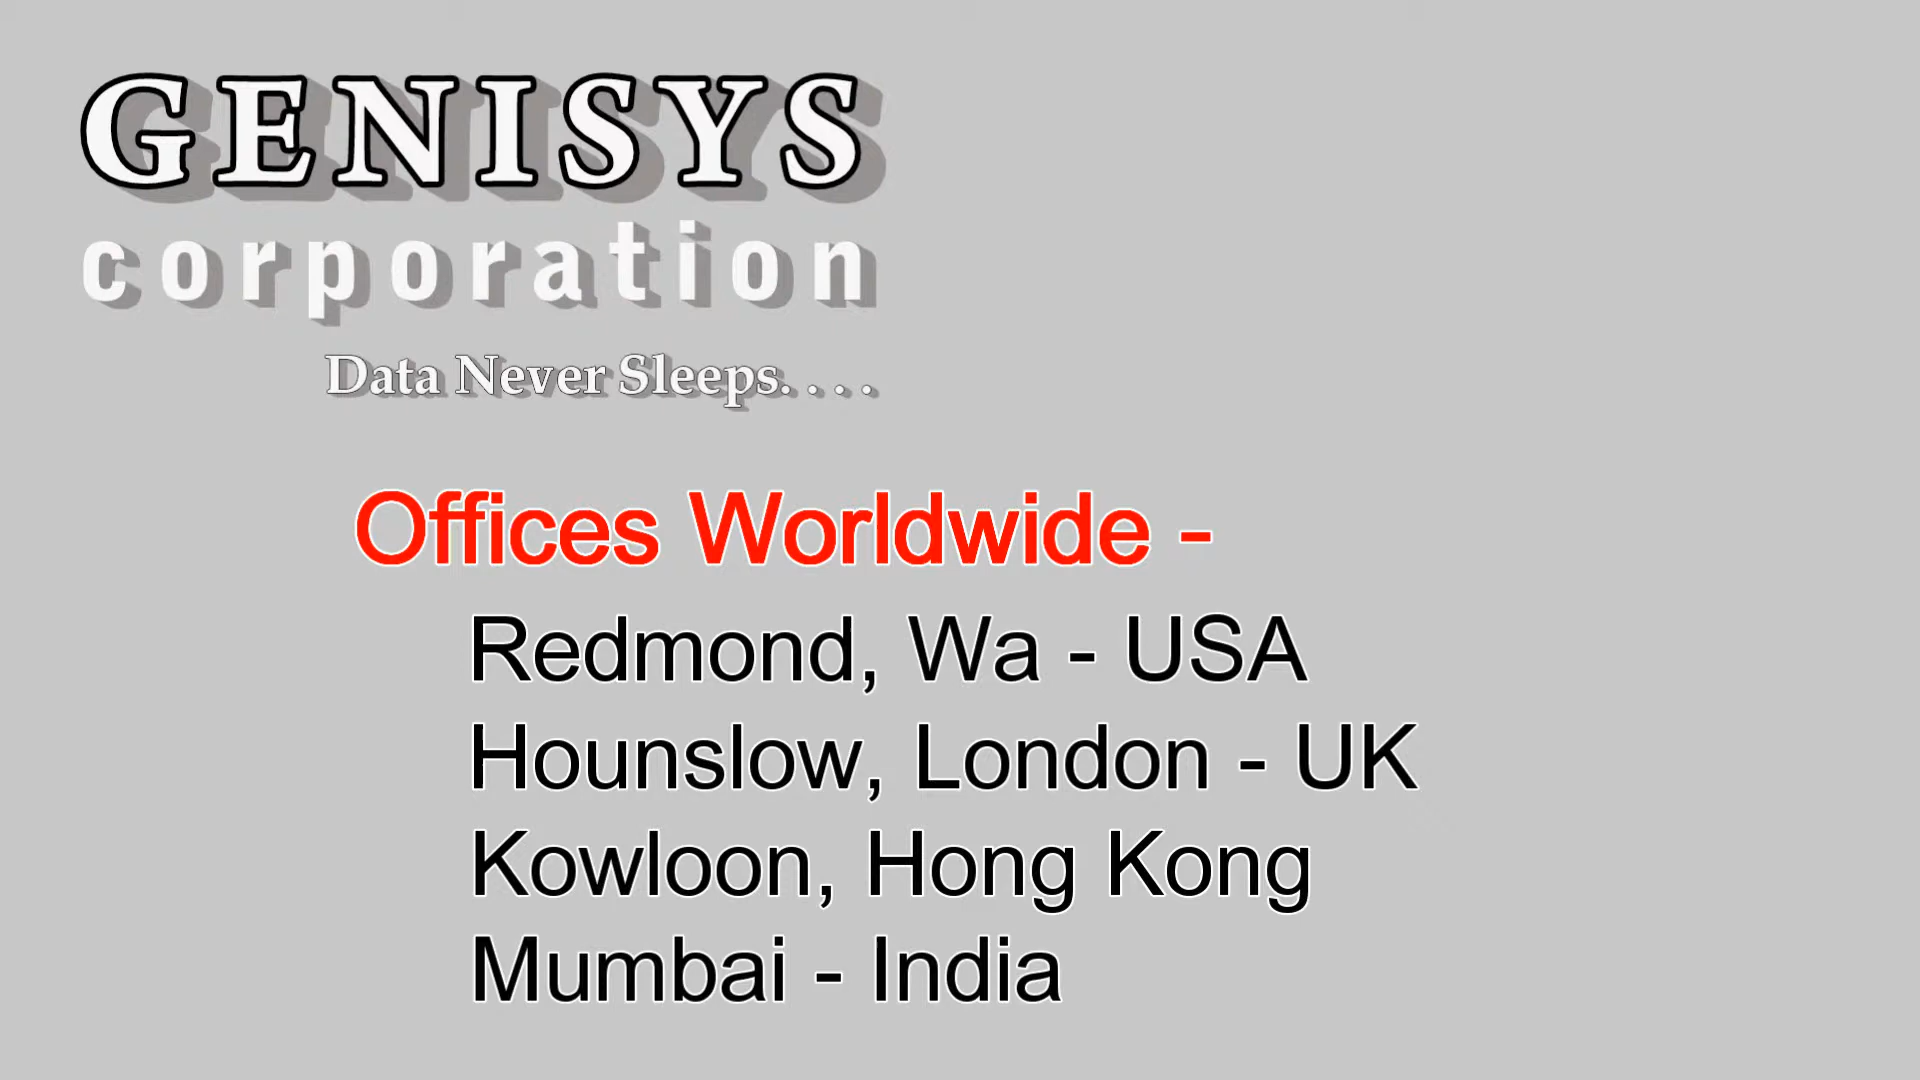 GENISYS
corporation
Data Never Sleeps. . . .
Offices Worldwide -
Redmond, Wa - USA
Hounslow, London - UK
Kowloon, Hong Kong
Mumbai - India